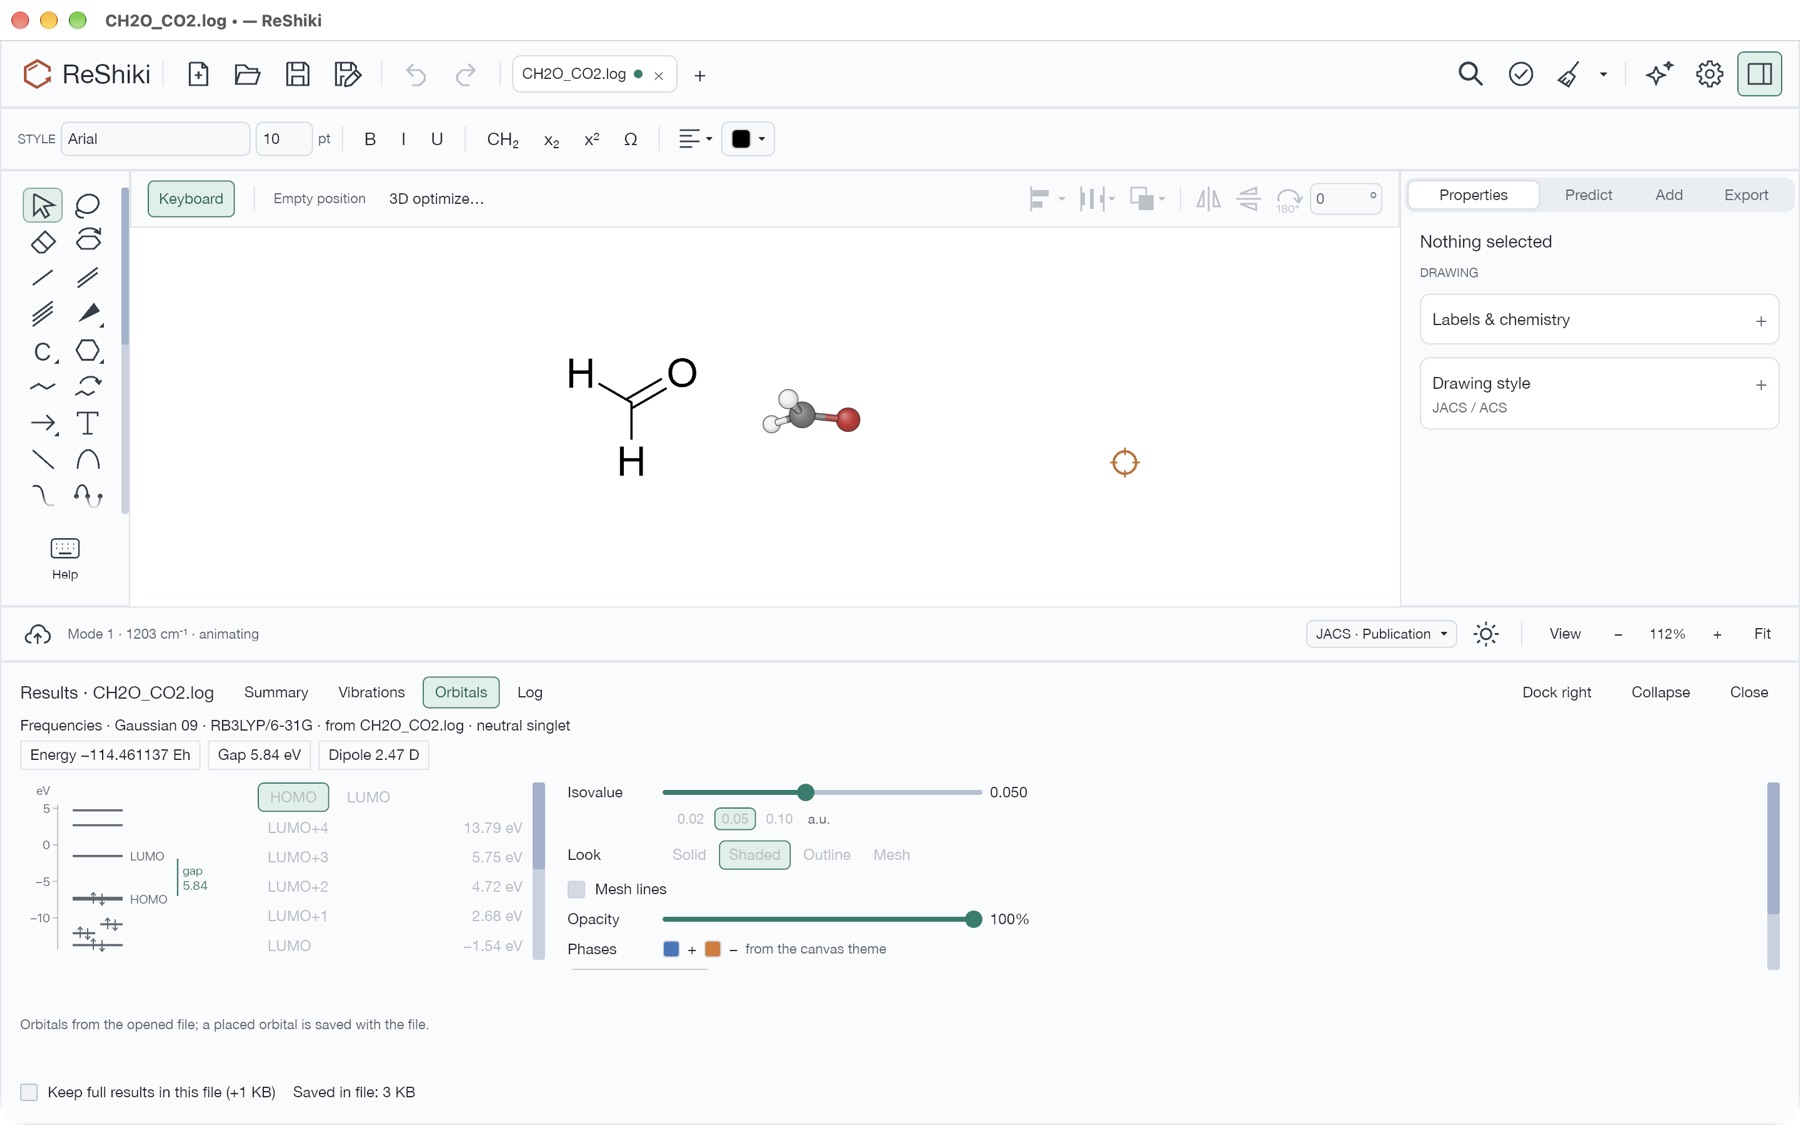 CH2O_CO2.log • — ReShiki
ReShiki
CH2O_CO2.log ● × +
STYLE Arial 10 pt B I U CH₂ x₂ x² Ω
Keyboard Empty position 3D optimize... 180° 0 °
Properties Predict Add Export
Nothing selected
DRAWING
Labels & chemistry +
Drawing style +
JACS / ACS
C
T
Help
H O
H
Mode 1 · 1203 cm⁻¹ · animating
JACS · Publication View − 112% + Fit
Results · CH2O_CO2.log Summary Vibrations Orbitals Log Dock right Collapse Close
Frequencies · Gaussian 09 · RB3LYP/6-31G · from CH2O_CO2.log · neutral singlet
Energy −114.461137 Eh Gap 5.84 eV Dipole 2.47 D
eV
5
0
−5
−10
LUMO
HOMO
gap
5.84
HOMO LUMO
LUMO+4 13.79 eV
LUMO+3 5.75 eV
LUMO+2 4.72 eV
LUMO+1 2.68 eV
LUMO −1.54 eV
Isovalue 0.050
0.02 0.05 0.10 a.u.
Look Solid Shaded Outline Mesh
Mesh lines
Opacity 100%
Phases + − from the canvas theme
Orbitals from the opened file; a placed orbital is saved with the file.
Keep full results in this file (+1 KB) Saved in file: 3 KB